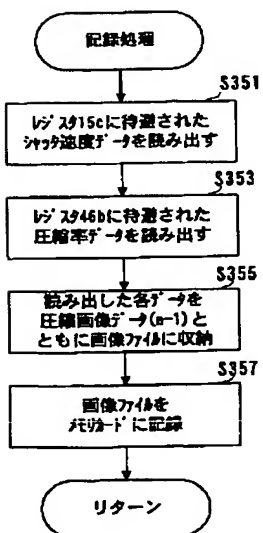 記録処理
S351
レジスタ15cに待避された
シャッタ速度データを読み出す
S353
レジスタ46bに待避された
圧縮率データを読み出す
S355
読み出した各データを
圧縮画像データ(n-1)と
ともに画像ファイルに収納
S357
画像ファイルを
メモリカードに記録
リターン